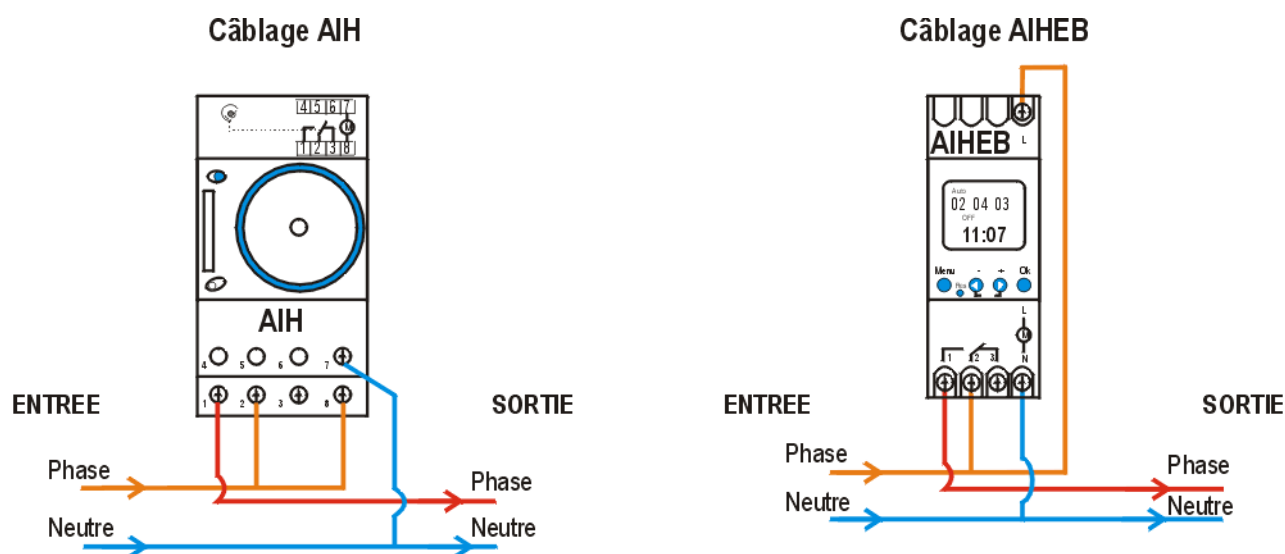 Câblage AIH
4 5 6 7
M
1 2 3 8
AIH
4 5 6 7
1 2 3 8
ENTREE
SORTIE
Phase
Phase
Neutre
Neutre
Câblage AIHEB
L
AIHEB
Auto
02 04 03
OFF
11:07
Menu - + Ok
L
M
1 2 3 N
ENTREE
SORTIE
Phase
Phase
Neutre
Neutre